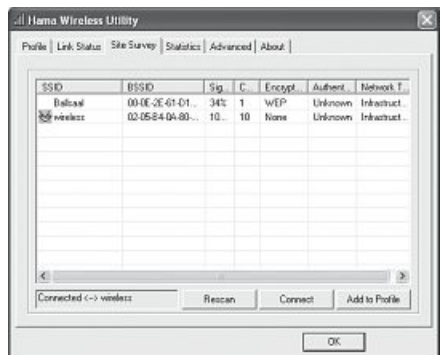 Hama Wireless Utility
Profile Link Status Site Survey Statistics Advanced About
SSID BSSID Sig... C... Encrypt... Authent... Network T...
Ballsaal 00-0E-2E-61-D1... 34% 1 WEP Unknown Infrastruct...
wireless 02-05-84-0A-80-... 10... 10 None Unknown Infrastruct...
Connected <-> wireless Rescan Connect Add to Profile
OK